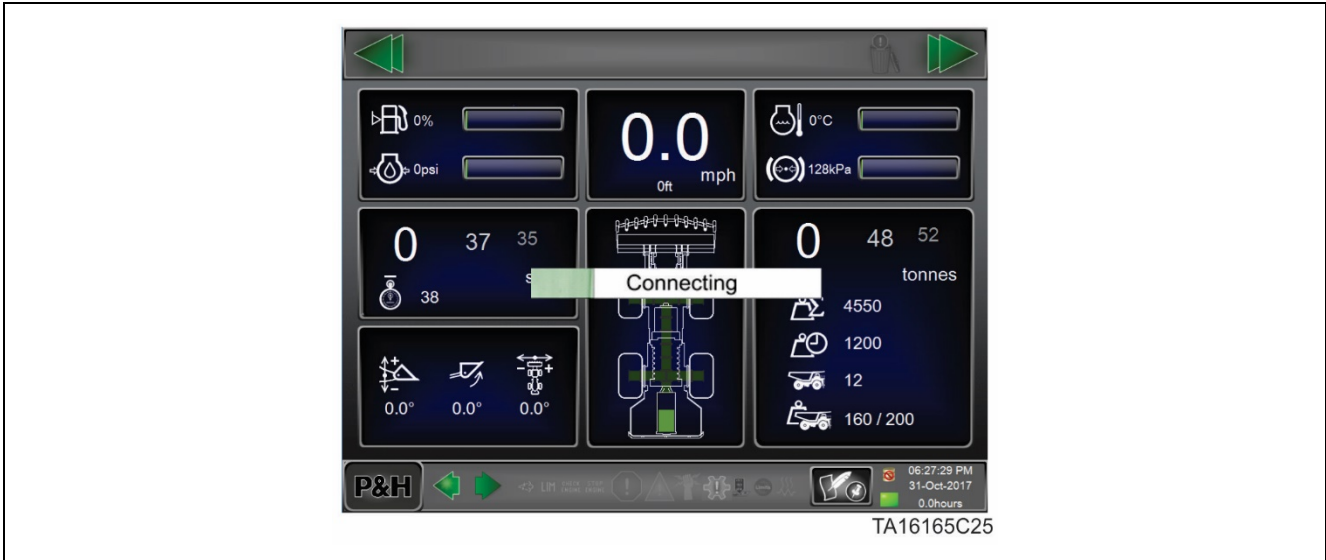 0%
0psi
0.0
mph
0ft
0°C
128kPa
0 37 35
38
0 48 52
tonnes
Connecting
4550
1200
12
160 / 200
0.0° 0.0° 0.0°
P&H
LIM
06:27:29 PM
31-Oct-2017
0.0hours
TA16165C25